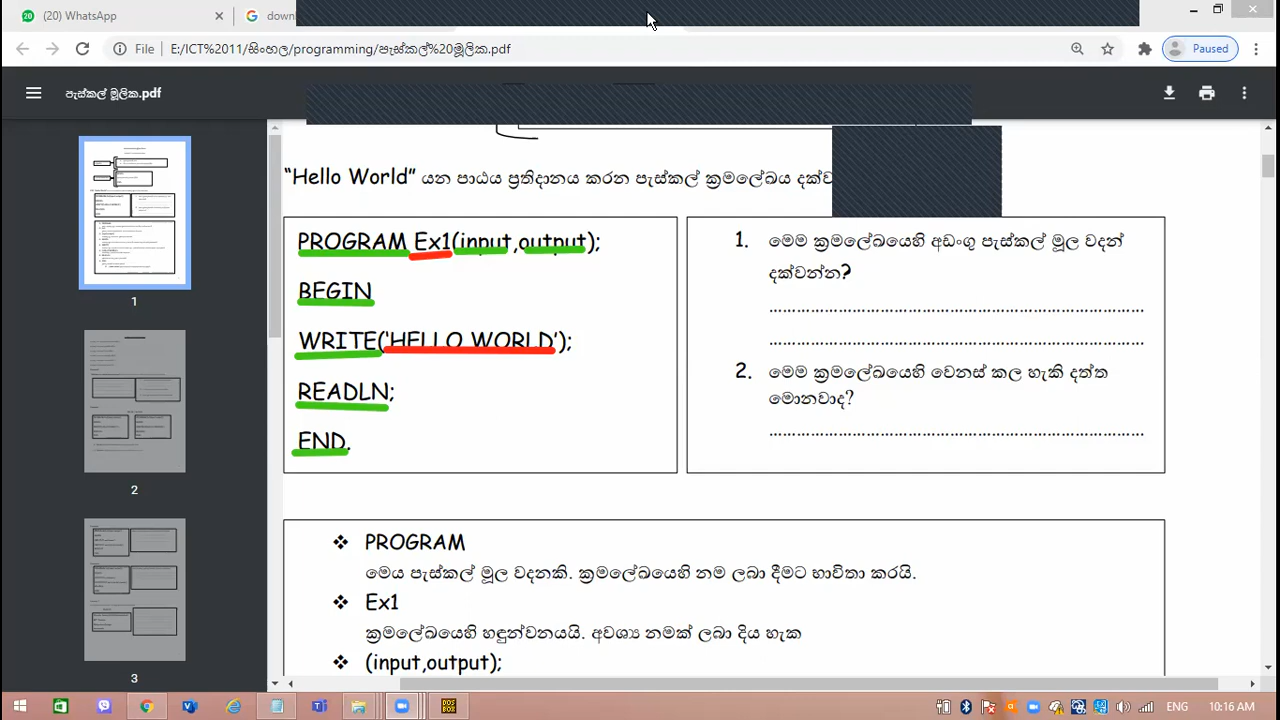 (20) WhatsApp
downl
File E:/ICT%2011/සිංහල/programming/පැස්කල්%20මූලික.pdf
Paused
පැස්කල් මූලික.pdf
“Hello World” යන පාඨය ප්‍රතිදානය කරන පැස්කල් ක්‍රමලේඛය දක්ව
PROGRAM Ex1(input,output);
BEGIN
WRITE(‘HELLO WORLD’);
READLN;
END.
1. මෙම ක්‍රමලේඛයෙහි අඩංගු පැස්කල් මූල වදන්
දක්වන්න?
2. මෙම ක්‍රමලේඛයෙහි වෙනස් කල හැකි දත්ත
මොනවාද?
❖ PROGRAM
මෙය පැස්කල් මූල වදනකි. ක්‍රමලේඛයෙහි නම ලබා දීමට භාවිතා කරයි.
❖ Ex1
ක්‍රමලේඛයෙහි හඳුන්වනයයි. අවශ්‍ය නමක් ලබා දිය හැක
❖ (input,output);
1
2
3
ENG 10:16 AM